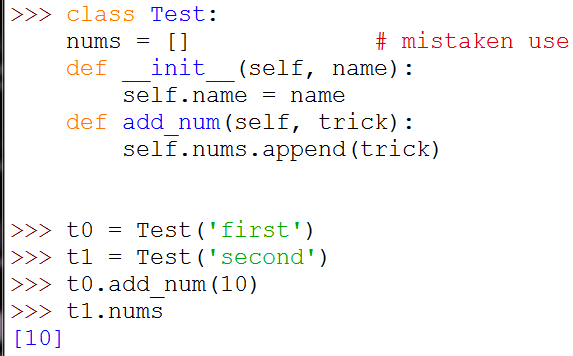 >>> class Test:
    nums = []             # mistaken use
    def __init__(self, name):
        self.name = name
    def add_num(self, trick):
        self.nums.append(trick)
>>> t0 = Test('first')
>>> t1 = Test('second')
>>> t0.add_num(10)
>>> t1.nums
[10]